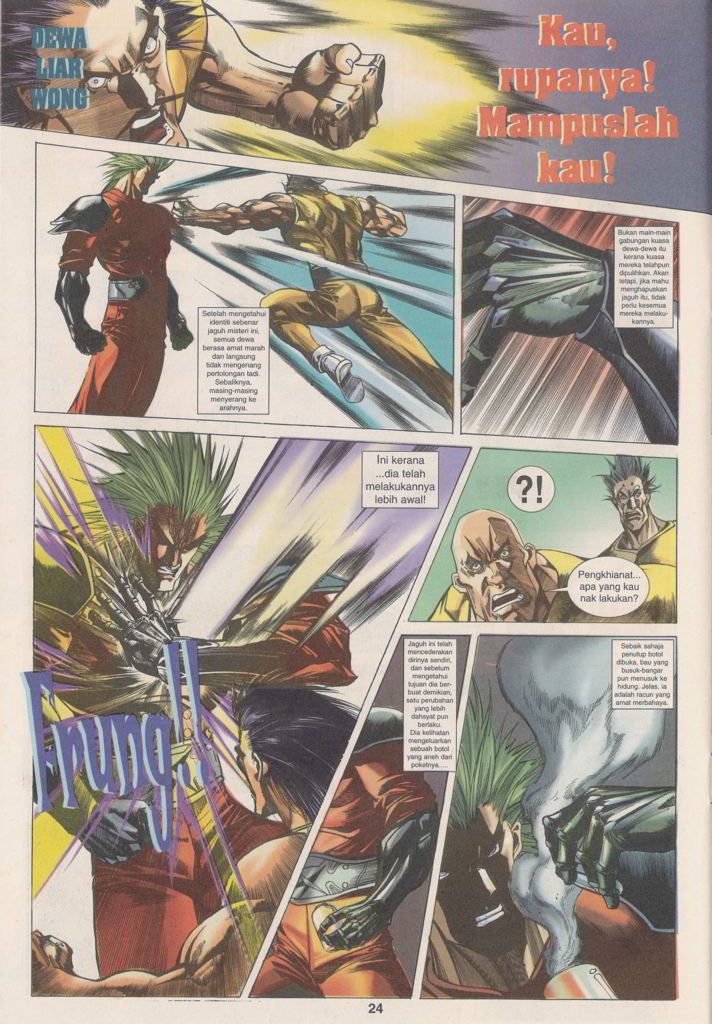 DEWA
LIAR
WONG
Kau,
rupanya!
Mampuslah
kau!
Setelah mengetahui
identiti sebenar
jaguh misteri ini,
semua dewa
berasa amat marah
dan langsung
tidak mengenang
pertolongan tadi.
Sebaliknya,
masing-masing
menyerang ke
arahnya.
Bukan main-main
gabungan kuasa
dewa-dewa itu
kerana kuasa
mereka telahpun
dipulihkan. Akan
tetapi, jika mahu
menghapuskan
jaguh itu, tidak
perlu kesemua
mereka melaku-
kannya.
Ini kerana
...dia telah
melakukannya
lebih awal!
Frung!!
?!
Pengkhianat...
apa yang kau
nak lakukan?
Jaguh ini telah
mencederakan
dirinya sendiri,
dan sebelum
mengetahui
tujuan dia ber-
buat demikian,
satu perubahan
yang lebih
dahsyat pun
berlaku.
Dia kelihatan
mengeluarkan
sebuah botol
yang aneh dari
poketnya....
Sebaik sahaja
penutup botol
dibuka, bau yang
busuk-bangar
pun menusuk ke
hidung. Jelas, ia
adalah racun yang
amat merbahaya.
24